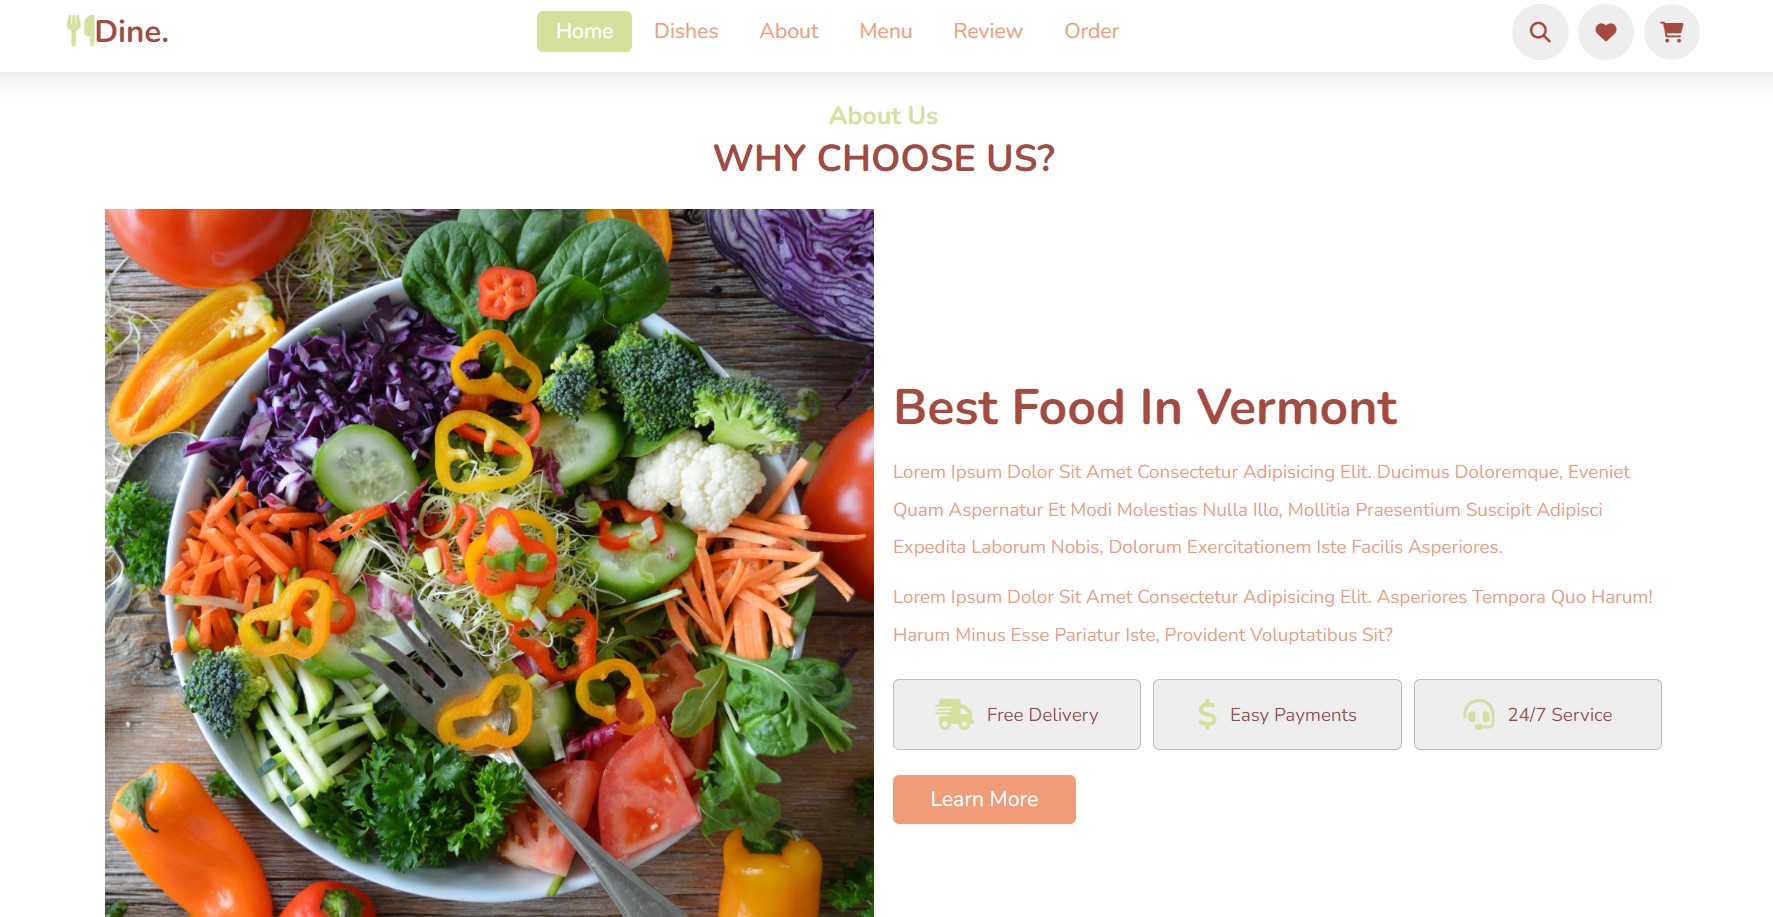 Dine.
Home
Dishes
About
Menu
Review
Order
About Us
WHY CHOOSE US?
Best Food In Vermont
Lorem Ipsum Dolor Sit Amet Consectetur Adipisicing Elit. Ducimus Doloremque, Eveniet
Quam Aspernatur Et Modi Molestias Nulla Illo, Mollitia Praesentium Suscipit Adipisci
Expedita Laborum Nobis, Dolorum Exercitationem Iste Facilis Asperiores.
Lorem Ipsum Dolor Sit Amet Consectetur Adipisicing Elit. Asperiores Tempora Quo Harum!
Harum Minus Esse Pariatur Iste, Provident Voluptatibus Sit?
Free Delivery
Easy Payments
24/7 Service
Learn More